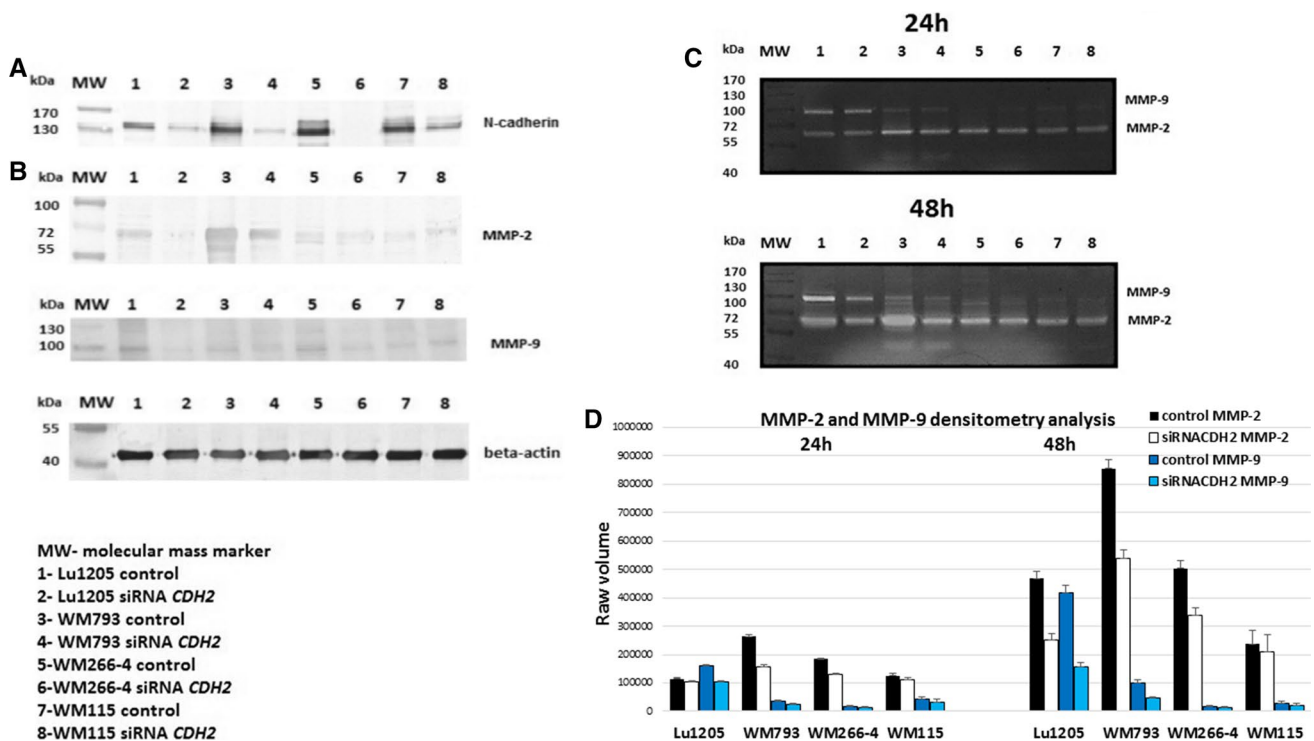 A
kDa MW 1 2 3 4 5 6 7 8
170
130
N-cadherin
B
kDa MW 1 2 3 4 5 6 7 8
100
72
55
MMP-2
kDa MW 1 2 3 4 5 6 7 8
130
100
MMP-9
kDa MW 1 2 3 4 5 6 7 8
55
40
beta-actin
MW- molecular mass marker
1- Lu1205 control
2- Lu1205 siRNA CDH2
3- WM793 control
4- WM793 siRNA CDH2
5-WM266-4 control
6-WM266-4 siRNA CDH2
7-WM115 control
8-WM115 siRNA CDH2
C
24h
kDa MW 1 2 3 4 5 6 7 8
170
130
100
72
55
40
MMP-9
MMP-2
48h
kDa MW 1 2 3 4 5 6 7 8
170
130
100
72
55
40
MMP-9
MMP-2
D
MMP-2 and MMP-9 densitometry analysis
24h 48h
control MMP-2
siRNACDH2 MMP-2
control MMP-9
siRNACDH2 MMP-9
Raw volume
1000000
900000
800000
700000
600000
500000
400000
300000
200000
100000
0
Lu1205 WM793 WM266-4 WM115 Lu1205 WM793 WM266-4 WM115